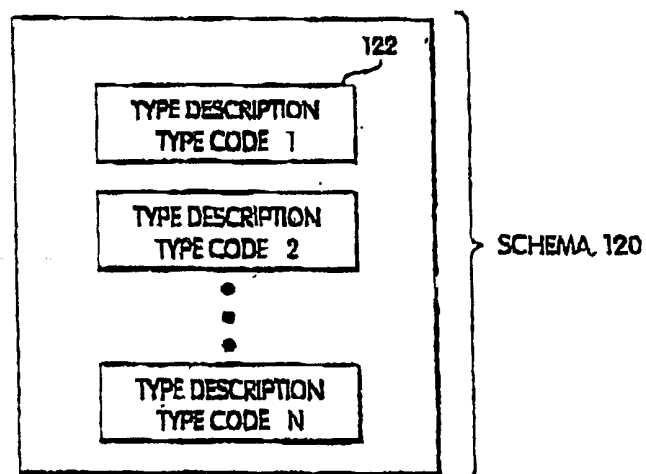 122
TYPE DESCRIPTION
TYPE CODE 1
TYPE DESCRIPTION
TYPE CODE 2
SCHEMA 120
TYPE DESCRIPTION
TYPE CODE N